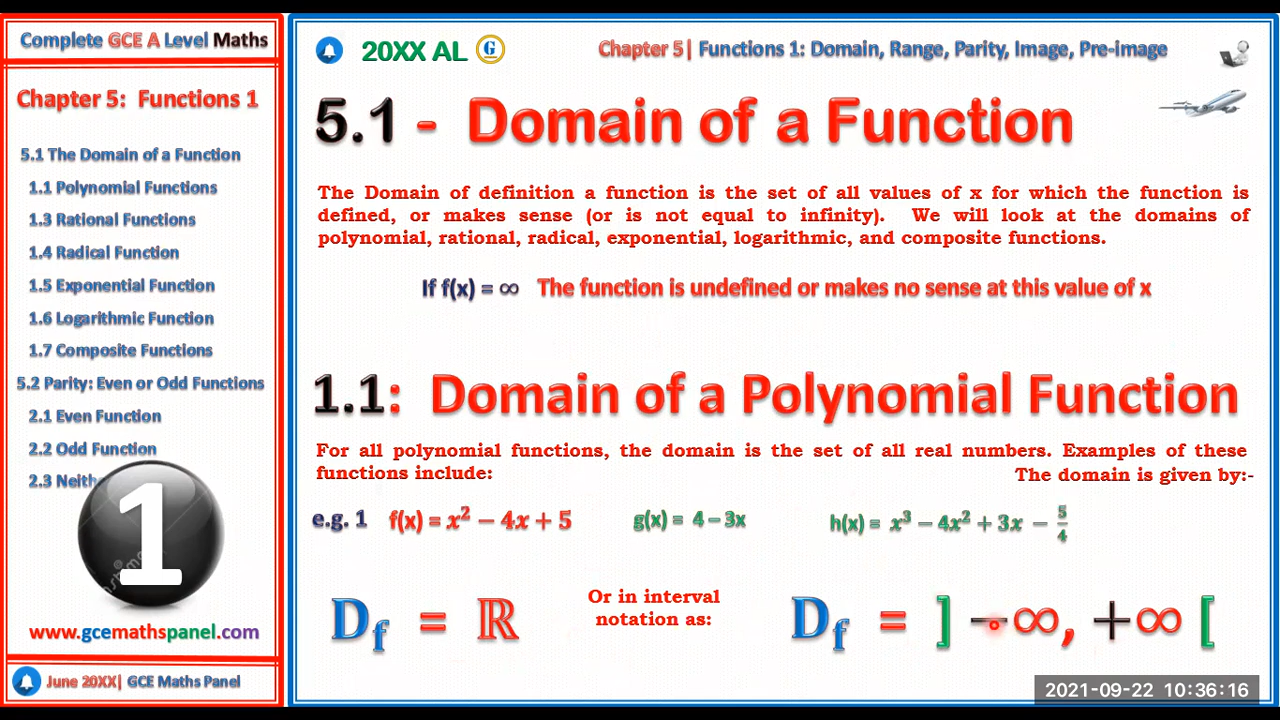 Complete GCE A Level Maths
Chapter 5: Functions 1
5.1 The Domain of a Function
1.1 Polynomial Functions
1.3 Rational Functions
1.4 Radical Function
1.5 Exponential Function
1.6 Logarithmic Function
1.7 Composite Functions
5.2 Parity: Even or Odd Functions
2.1 Even Function
2.2 Odd Function
2.3
1
www.gcemathspanel.com
June 20XX| GCE Maths Panel
20XX AL G
Chapter 5| Functions 1: Domain, Range, Parity, Image, Pre-image
5.1 - Domain of a Function
The Domain of definition a function is the set of all values of x for which the function is
defined, or makes sense (or is not equal to infinity). We will look at the domains of
polynomial, rational, radical, exponential, logarithmic, and composite functions.
If f(x) = ∞ The function is undefined or makes no sense at this value of x
1.1: Domain of a Polynomial Function
For all polynomial functions, the domain is the set of all real numbers. Examples of these
functions include:
The domain is given by:-
e.g. 1 f(x) = x² − 4x + 5 g(x) = 4 – 3x h(x) = x³ − 4x² + 3x − 5/4
D_f = ℝ
Or in interval
notation as:
D_f = ] −∞, +∞ [
2021-09-22 10:36:16